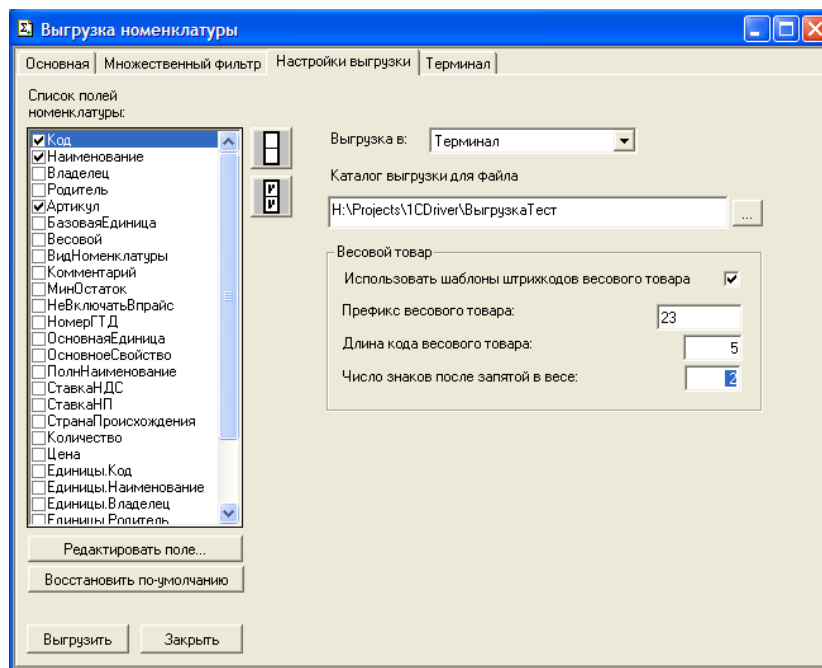 Выгрузка номенклатуры
Основная
Множественный фильтр
Настройки выгрузки
Терминал
Список полей
номенклатуры:
Код
Наименование
Владелец
Родитель
Артикул
БазоваяЕдиница
Весовой
ВидНоменклатуры
Комментарий
МинОстаток
НеВключатьВпрайс
НомерГТД
ОсновнаяЕдиница
ОсновноеСвойство
ПолнНаименование
СтавкаНДС
СтавкаНП
СтранаПроисхождения
Количество
Цена
Единицы.Код
Единицы.Наименование
Единицы.Владелец
Единицы.Родитель
Редактировать поле...
Восстановить по-умолчанию
Выгрузить
Закрыть
Выгрузка в:
Терминал
Каталог выгрузки для файла
H:\Projects\1CDriver\ВыгрузкаТест
...
Весовой товар
Использовать шаблоны штрихкодов весового товара
Префикс весового товара:
23
Длина кода весового товара:
5
Число знаков после запятой в весе:
2